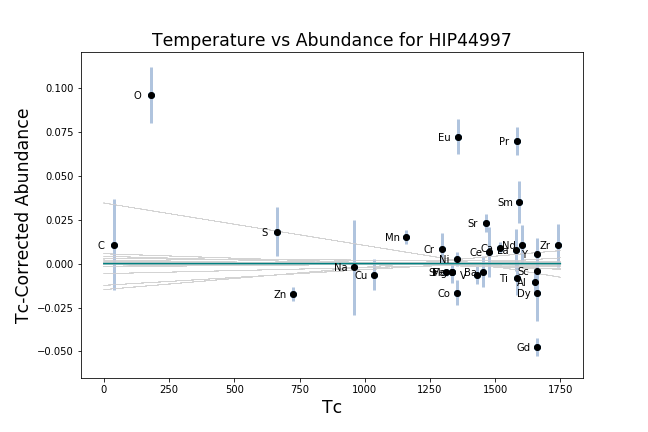 Temperature vs Abundance for HIP44997
Tc-Corrected Abundance
0.100
0.075
0.050
0.025
0.000
−0.025
−0.050
O
Eu
Pr
Sm
Sr
S
Mn
C
Cr
Nd
Zr
Ce
Y
Ni
Na
Cu
V
Ba
Sc
Ti
Al
Zn
Co
Dy
Gd
0
250
500
750
1000
1250
1500
1750
Tc